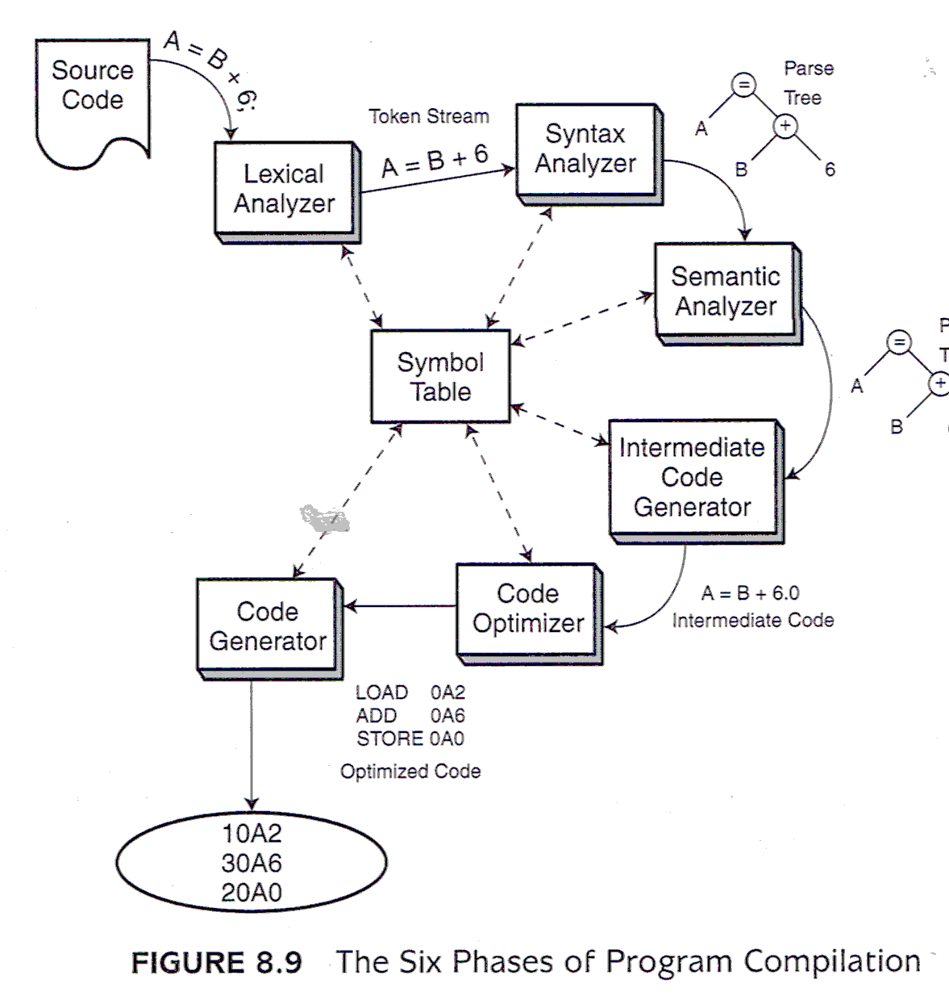 Source
Code
A = B + 6;
Lexical
Analyzer
Token Stream
A = B + 6
Syntax
Analyzer
Parse
Tree
=
A
+
B
6
Semantic
Analyzer
=
A
+
B
Symbol
Table
Intermediate
Code
Generator
A = B + 6.0
Intermediate Code
Code
Optimizer
Code
Generator
LOAD 0A2
ADD 0A6
STORE 0A0
Optimized Code
10A2
30A6
20A0
FIGURE 8.9 The Six Phases of Program Compilation